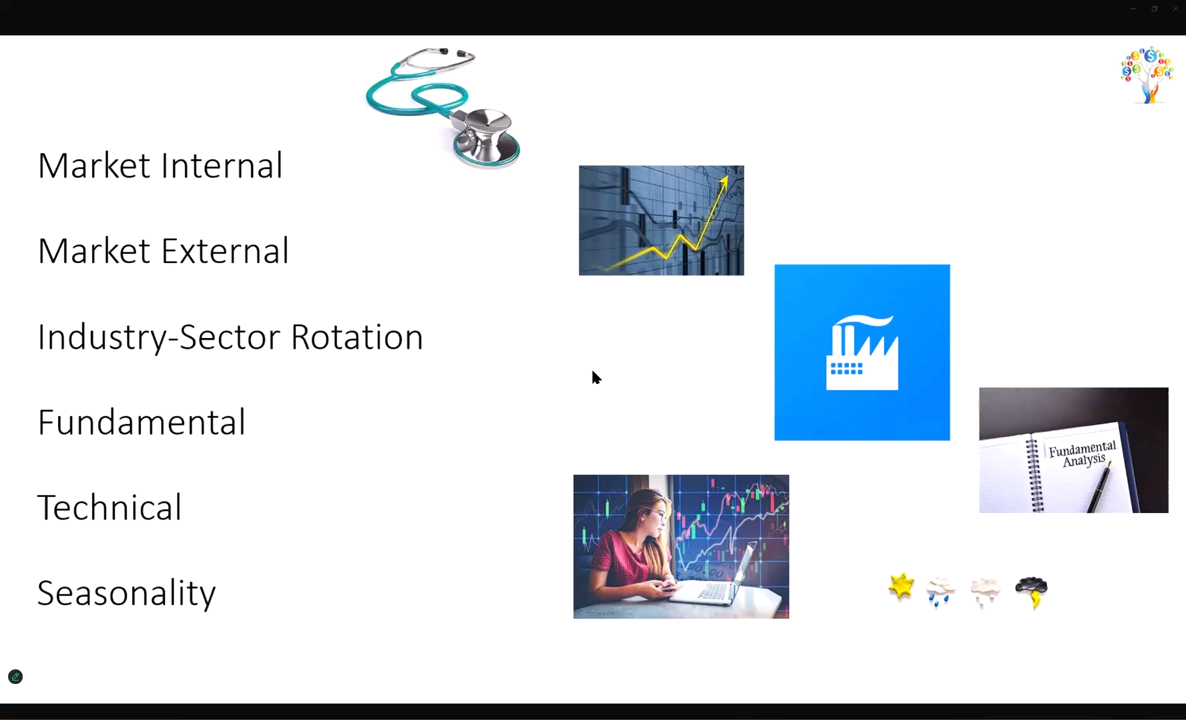 Market Internal
Market External
Industry-Sector Rotation
Fundamental
Technical
Seasonality
Fundamental
Analysis